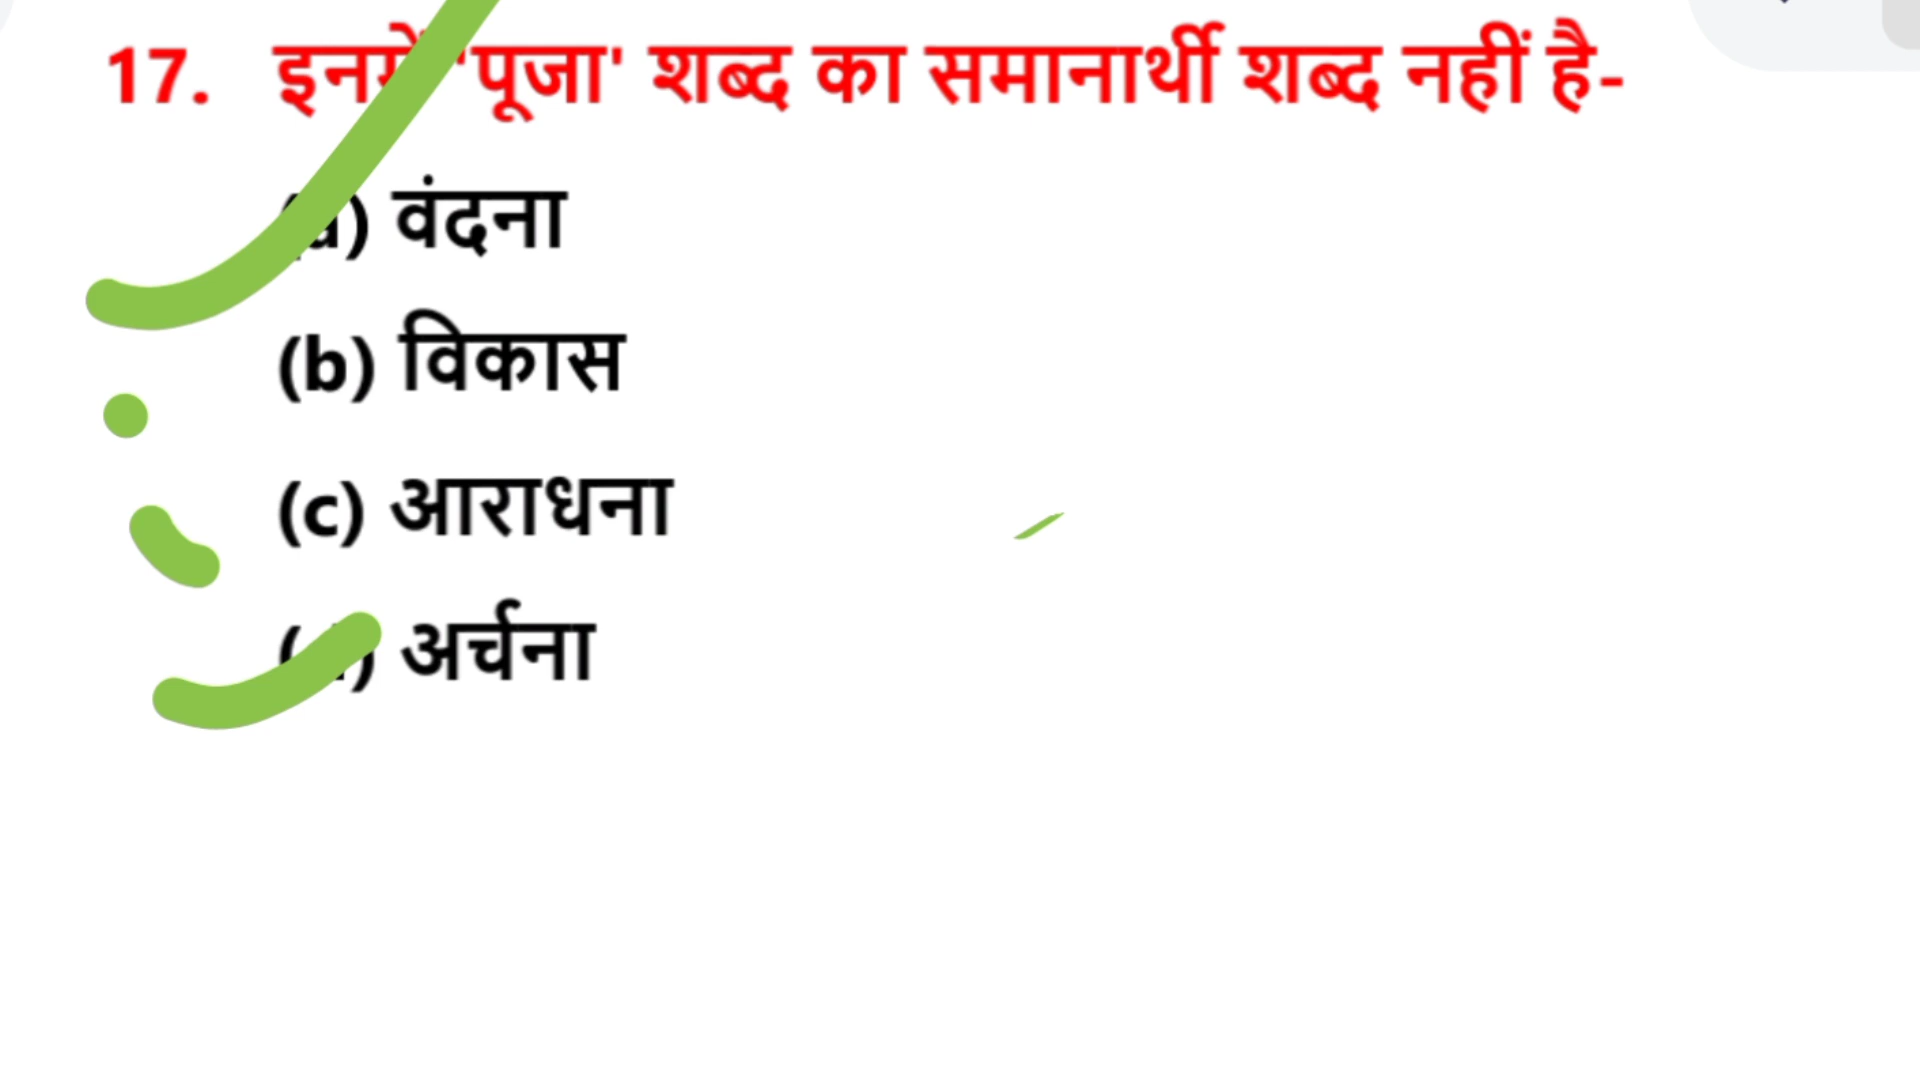 17. इनमें 'पूजा' शब्द का समानार्थी शब्द नहीं है-
(a) वंदना
(b) विकास
(c) आराधना
(d) अर्चना